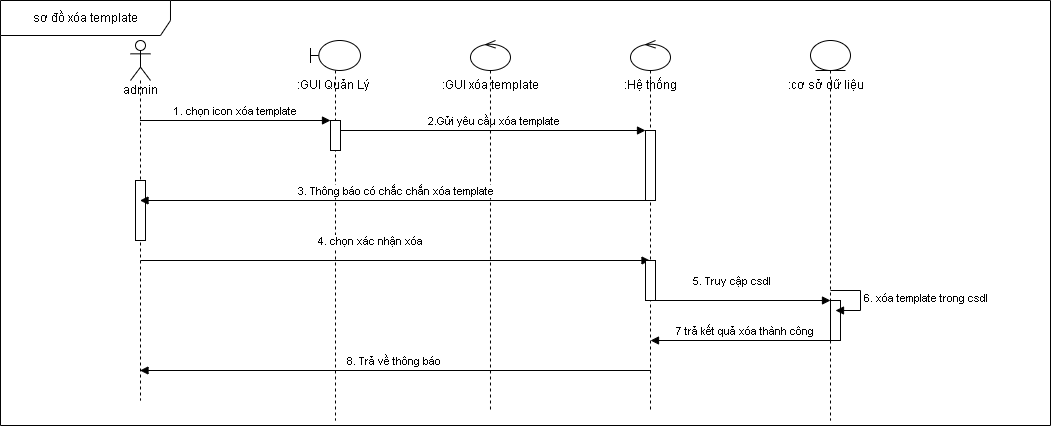 sơ đồ xóa template
admin
:GUI Quản Lý
:GUI xóa template
:Hệ thống
:cơ sở dữ liệu
1. chọn icon xóa template
2.Gửi yêu cầu xóa template
3. Thông báo có chắc chắn xóa template
4. chọn xác nhận xóa
5. Truy cập csdl
6. xóa template trong csdl
7 trả kết quả xóa thành công
8. Trả về thông báo